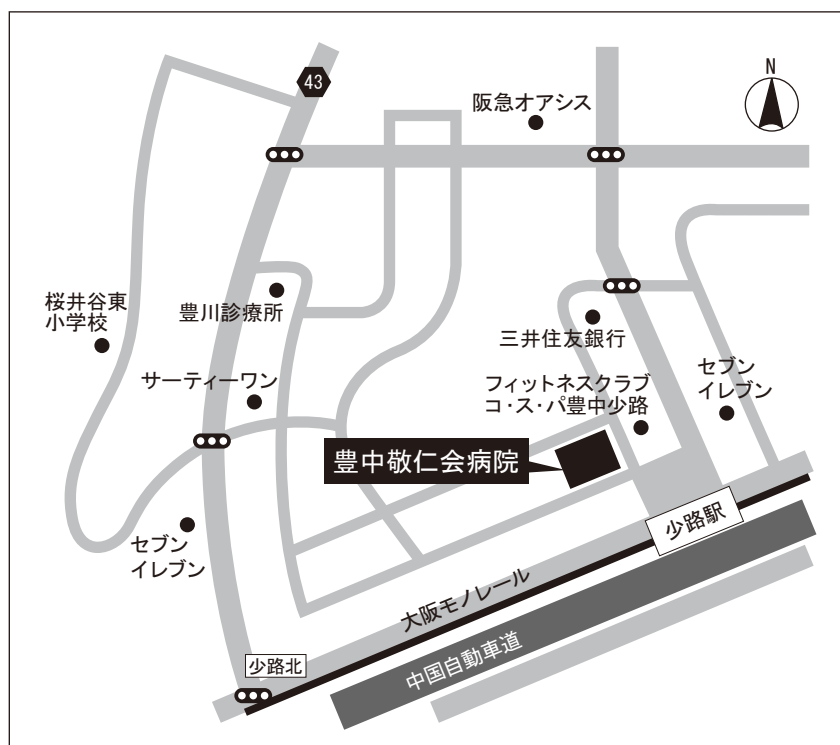 N
43
阪急オアシス
桜井谷東
小学校
豊川診療所
三井住友銀行
サーティーワン
フィットネスクラブ
コ・ス・パ豊中少路
セブン
イレブン
豊中敬仁会病院
セブン
イレブン
少路駅
大阪モノレール
中国自動車道
少路北